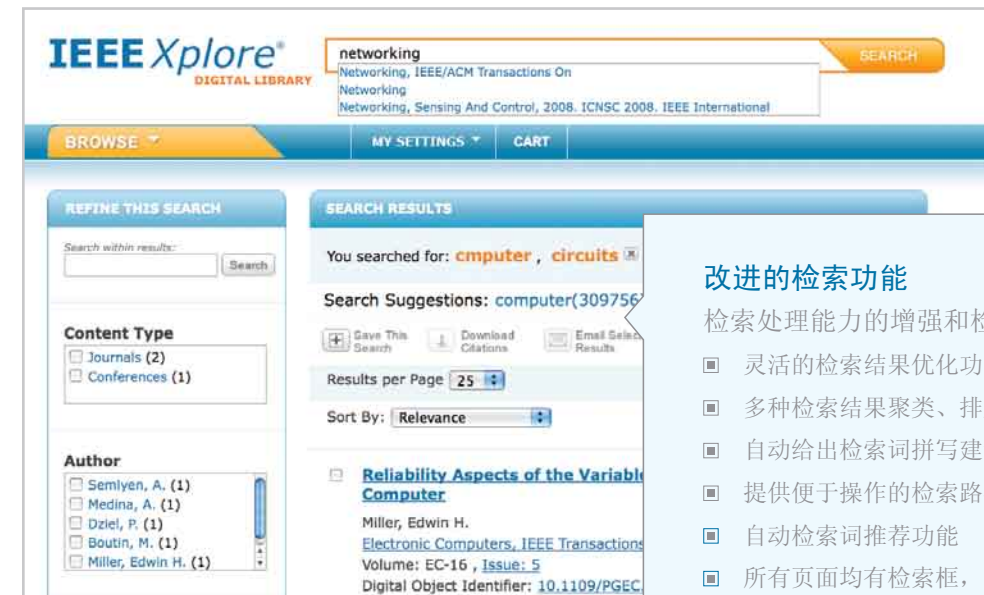 IEEE Xplore®
DIGITAL LIBRARY
networking
SEARCH
Networking, IEEE/ACM Transactions On
Networking
Networking, Sensing And Control, 2008. ICNSC 2008. IEEE International
BROWSE
MY SETTINGS
CART
REFINE THIS SEARCH
Search within results:
Search
Content Type
Journals (2)
Conferences (1)
Author
Semlyen, A. (1)
Medina, A. (1)
Dziel, P. (1)
Boutin, M. (1)
Miller, Edwin H. (1)
SEARCH RESULTS
You searched for: cmputer , circuits
Search Suggestions: computer(309756
Save This
Search
Download
Citations
Email Selec
Results
Results per Page 25
Sort By: Relevance
Reliability Aspects of the Variabl
Computer
Miller, Edwin H.
Electronic Computers, IEEE Transactions
Volume: EC-16 , Issue: 5
Digital Object Identifier: 10.1109/PGEC.
改进的检索功能
检索处理能力的增强和检
灵活的检索结果优化功
多种检索结果聚类、排
自动给出检索词拼写建
提供便于操作的检索路
自动检索词推荐功能
所有页面均有检索框，